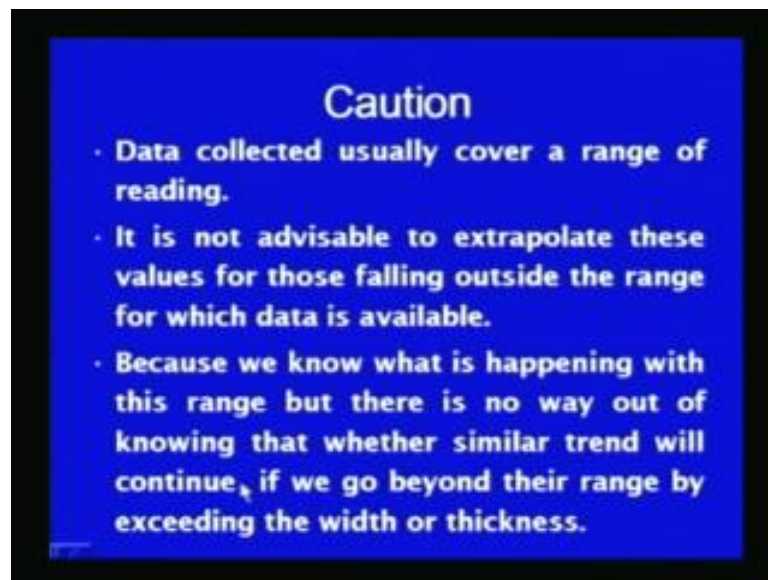 Caution
· Data collected usually cover a range of
reading.
· It is not advisable to extrapolate these
values for those falling outside the range
for which data is available.
· Because we know what is happening with
this range but there is no way out of
knowing that whether similar trend will
continue, if we go beyond their range by
exceeding the width or thickness.